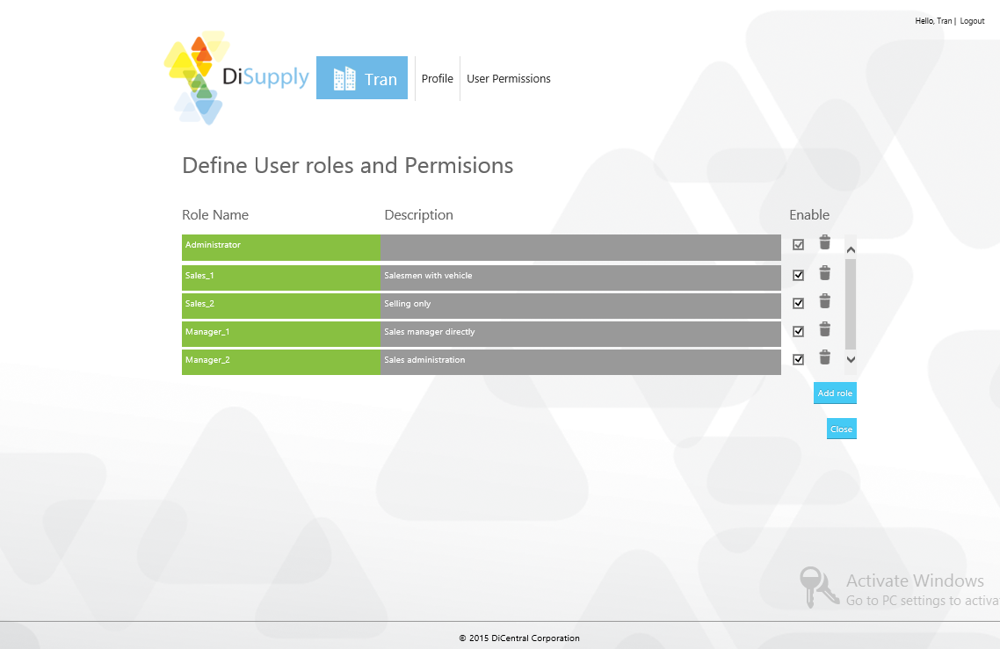 Hello, Tran | Logout
DiSupply
Tran
Profile
User Permissions
Define User roles and Permisions
Role Name Description Enable
Administrator
Sales_1 Salesmen with vehicle
Sales_2 Selling only
Manager_1 Sales manager directly
Manager_2 Sales administration
Add role
Close
Activate Windows
Go to PC settings to activa
© 2015 DiCentral Corporation